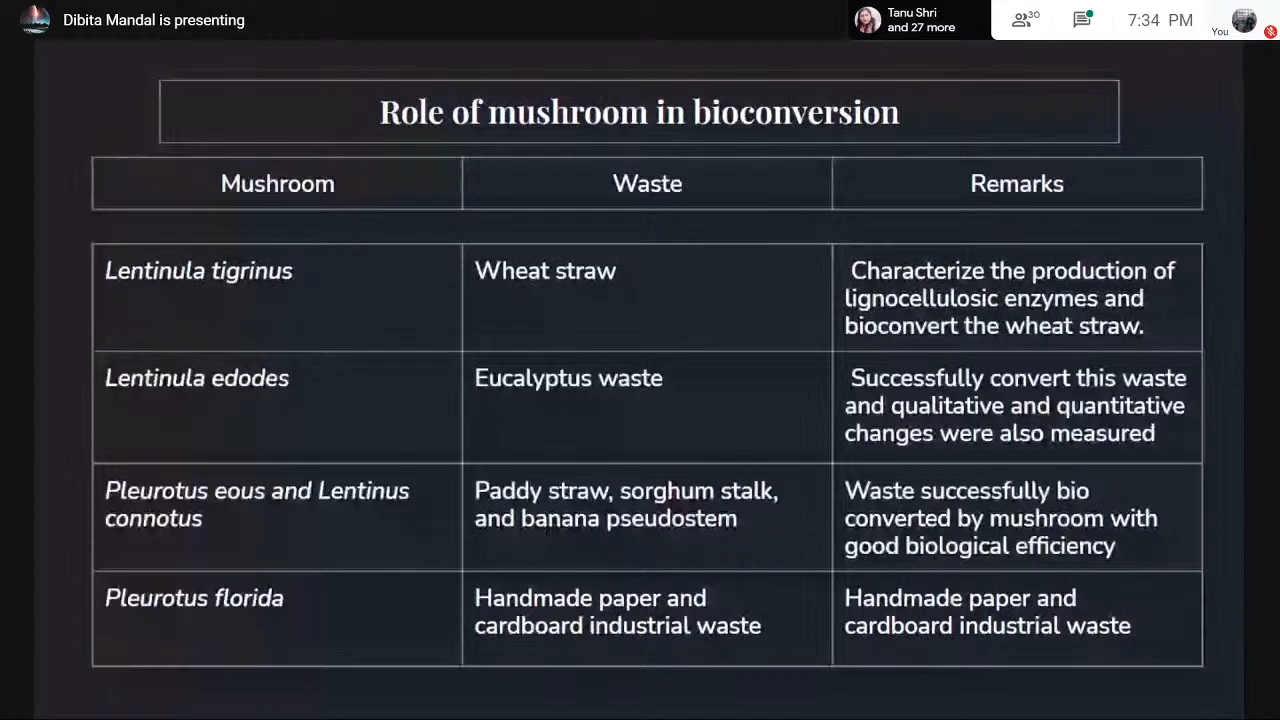 Dibita Mandal is presenting
Tanu Shri
and 27 more
30
7:34 PM
You
Role of mushroom in bioconversion
Mushroom
Waste
Remarks
Lentinula tigrinus
Wheat straw
Characterize the production of
lignocellulosic enzymes and
bioconvert the wheat straw.
Lentinula edodes
Eucalyptus waste
Successfully convert this waste
and qualitative and quantitative
changes were also measured
Pleurotus eous and Lentinus
connotus
Paddy straw, sorghum stalk,
and banana pseudostem
Waste successfully bio
converted by mushroom with
good biological efficiency
Pleurotus florida
Handmade paper and
cardboard industrial waste
Handmade paper and
cardboard industrial waste